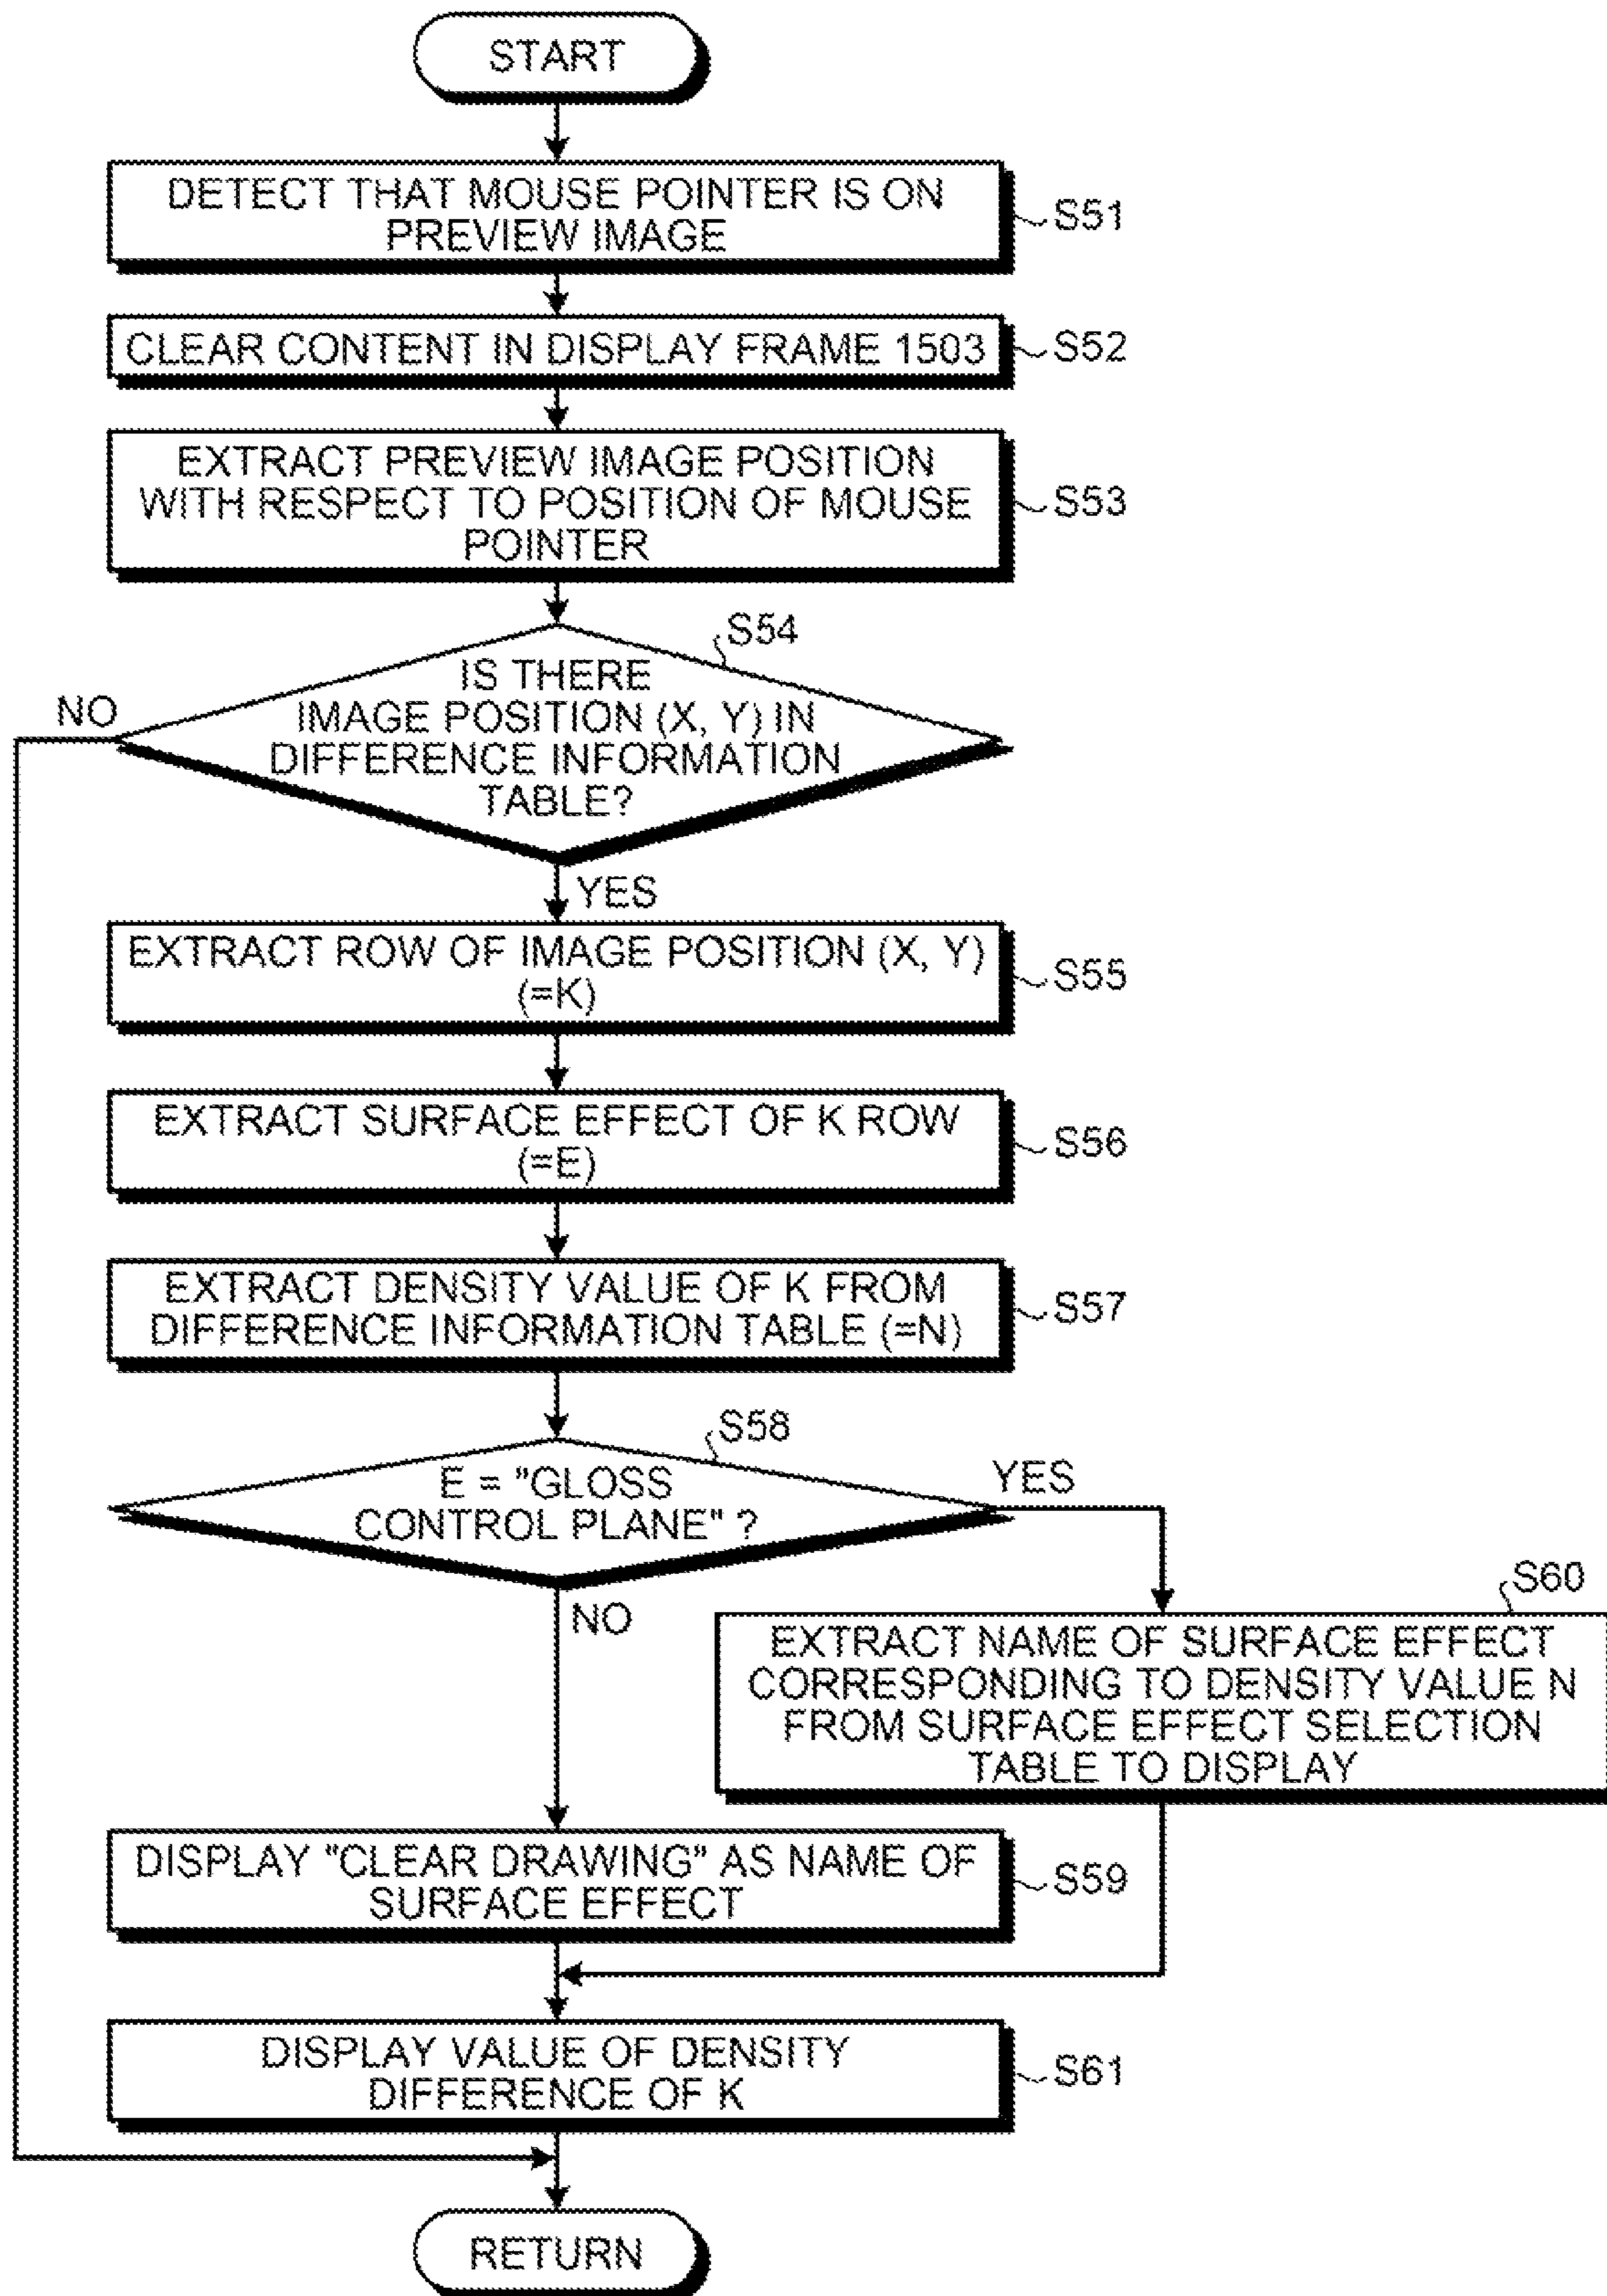 START
DETECT THAT MOUSE POINTER IS ON
PREVIEW IMAGE
S51
CLEAR CONTENT IN DISPLAY FRAME 1503
S52
EXTRACT PREVIEW IMAGE POSITION
WITH RESPECT TO POSITION OF MOUSE
POINTER
S53
S54
IS THERE
IMAGE POSITION (X, Y) IN
DIFFERENCE INFORMATION
TABLE?
NO
YES
EXTRACT ROW OF IMAGE POSITION (X, Y)
(=K)
S55
EXTRACT SURFACE EFFECT OF K ROW
(=E)
S56
EXTRACT DENSITY VALUE OF K FROM
DIFFERENCE INFORMATION TABLE (=N)
S57
S58
E = "GLOSS
CONTROL PLANE" ?
YES
NO
S60
EXTRACT NAME OF SURFACE EFFECT
CORRESPONDING TO DENSITY VALUE N
FROM SURFACE EFFECT SELECTION
TABLE TO DISPLAY
DISPLAY "CLEAR DRAWING" AS NAME OF
SURFACE EFFECT
S59
DISPLAY VALUE OF DENSITY
DIFFERENCE OF K
S61
RETURN